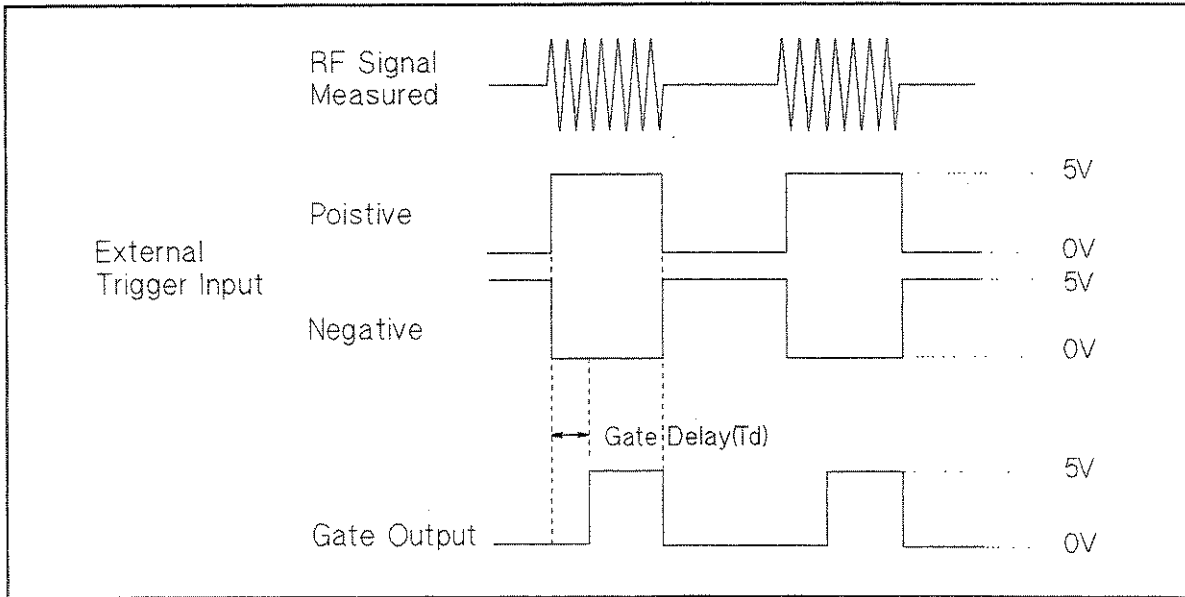 RF Signal
Measured
5V
Poistive
0V
External
Trigger Input
5V
Negative
0V
Gate Delay(Td)
5V
Gate Output
0V